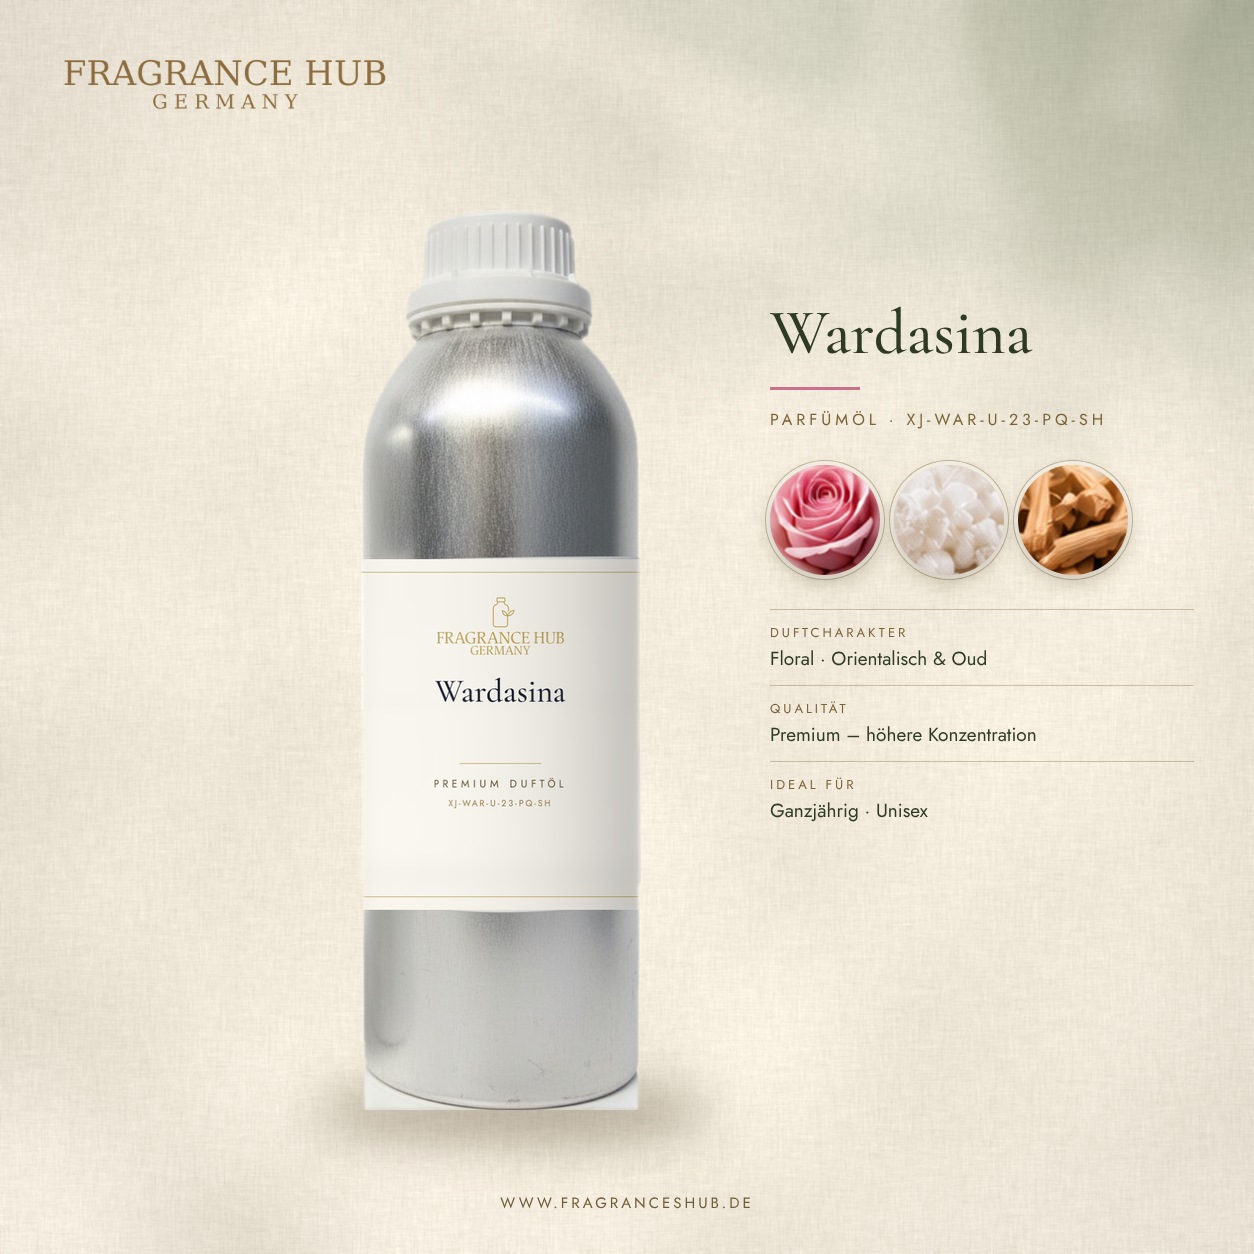 FRAGRANCE HUB
GERMANY
Wardasina
PARFÜMÖL · XJ-WAR-U-23-PQ-SH
DUFTCHARAKTER
Floral · Orientalisch & Oud
QUALITÄT
Premium – höhere Konzentration
IDEAL FÜR
Ganzjährig · Unisex
FRAGRANCE HUB
GERMANY
Wardasina
PREMIUM DUFTÖL
XJ-WAR-U-23-PQ-SH
WWW.FRAGRANCESHUB.DE